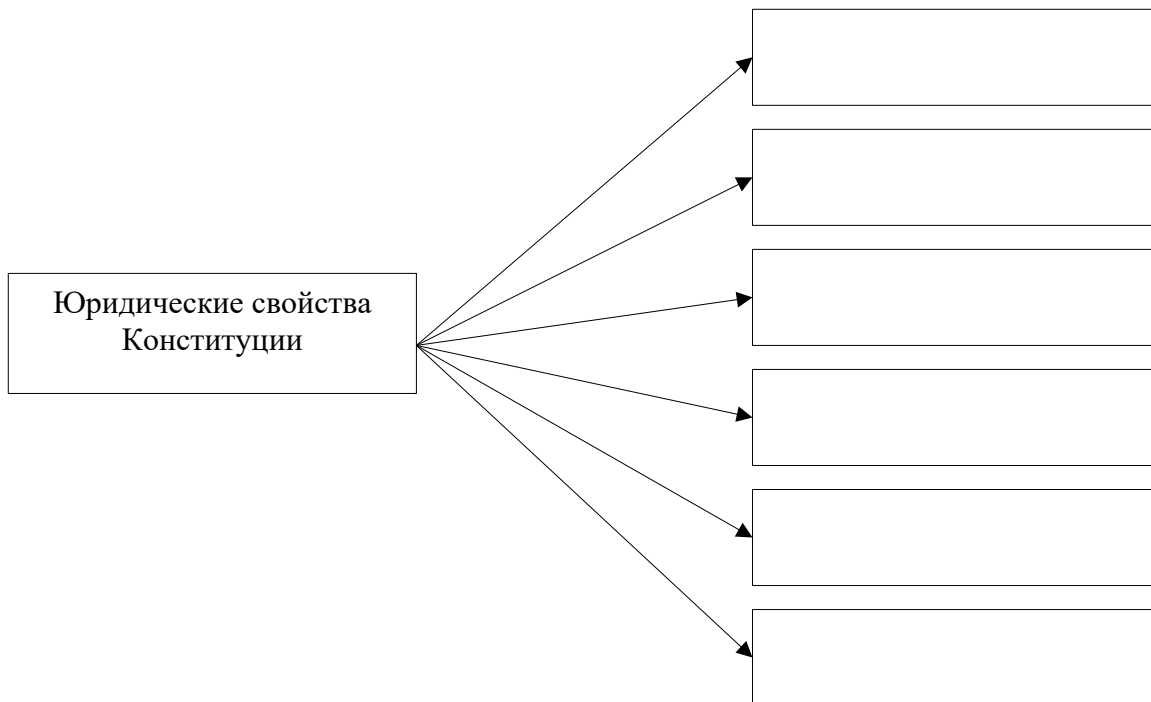 Юридические свойства
Конституции